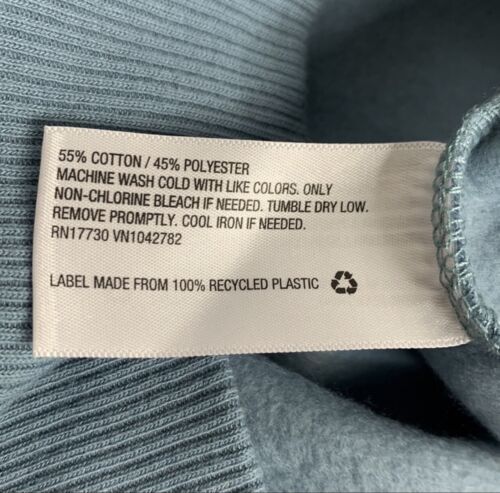 55% COTTON / 45% POLYESTER
MACHINE WASH COLD WITH LIKE COLORS. ONLY
NON-CHLORINE BLEACH IF NEEDED. TUMBLE DRY LOW.
REMOVE PROMPTLY. COOL IRON IF NEEDED.
RN17730 VN1042782
LABEL MADE FROM 100% RECYCLED PLASTIC